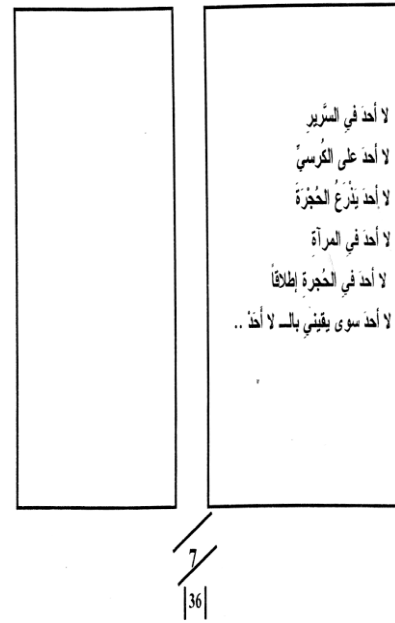 لا أحدَ في السَّريرِ
لا أحدَ على الكُرسيِّ
لا أحدَ يَذْرَعُ الحُجْرَةَ
لا أحدَ في المرآةِ
لا أحدَ في الحُجرةِ إطلاقاً
لا أحدَ سوى يقيني بالــ لا أَحَدْ ..
7
36